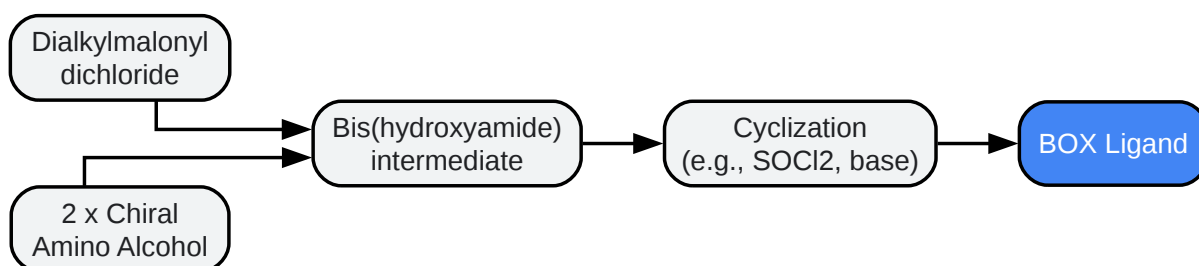 Dialkylmalonyl
dichloride
2 x Chiral
Amino Alcohol
Bis(hydroxyamide)
intermediate
Cyclization
(e.g., SOCl2, base)
BOX Ligand